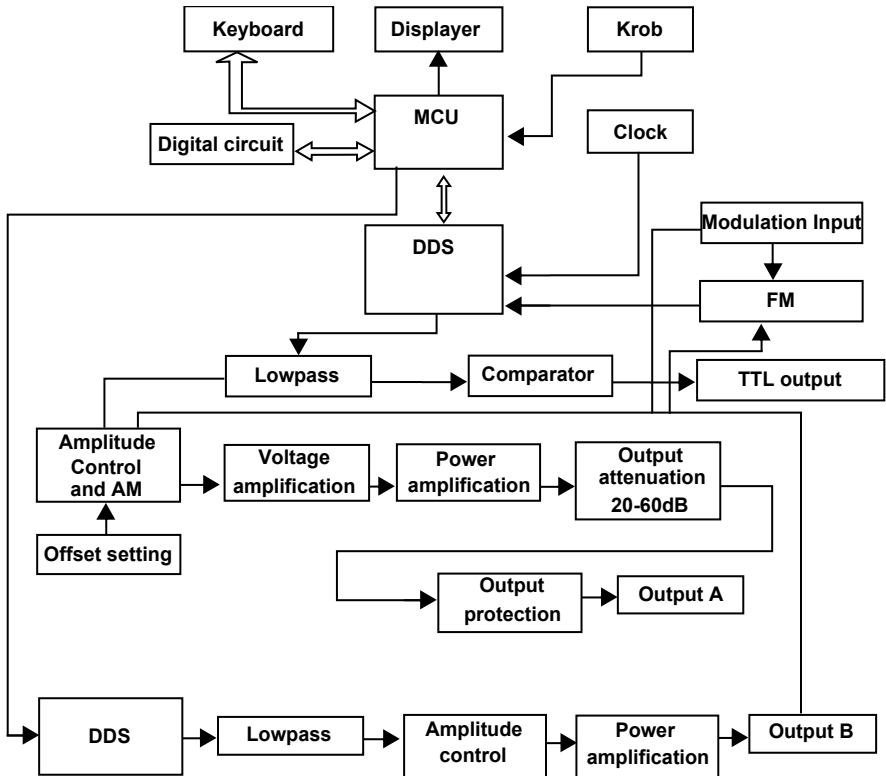 Keyboard
Displayer
Krob
MCU
Clock
Digital circuit
Modulation Input
DDS
FM
Lowpass
Comparator
TTL output
Amplitude
Control
and AM
Voltage
amplification
Power
amplification
Output
attenuation
20-60dB
Offset setting
Output
protection
Output A
DDS
Lowpass
Amplitude
control
Power
amplification
Output B